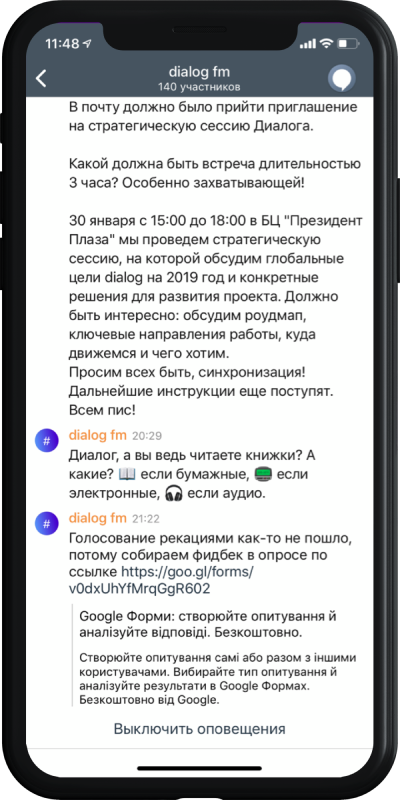 11:48
dialog fm
140 участников
В почту должно было прийти приглашение
на стратегическую сессию Диалога.
Какой должна быть встреча длительностью
3 часа? Особенно захватывающей!
30 января с 15:00 до 18:00 в БЦ "Президент
Плаза" мы проведем стратегическую
сессию, на которой обсудим глобальные
цели dialog на 2019 год и конкретные
решения для развития проекта. Должно
быть интересно: обсудим роудмап,
ключевые направления работы, куда
движемся и чего хотим.
Просим всех быть, синхронизация!
Дальнейшие инструкции еще поступят.
Всем пис!
#
dialog fm 20:29
Диалог, а вы ведь читаете книжки? А
какие? 📖 если бумажные, 📟 если
электронные, 🎧 если аудио.
#
dialog fm 21:22
Голосование рекациями как-то не пошло,
потому собираем фидбек в опросе по
ссылке https://goo.gl/forms/
v0dxUhYfMrqGgR602
Google Форми: створюйте опитування й
аналізуйте відповіді. Безкоштовно.
Створюйте опитування самі або разом з іншими
користувачами. Вибирайте тип опитування й
аналізуйте результати в Google Формах.
Безкоштовно від Google.
Выключить оповещения